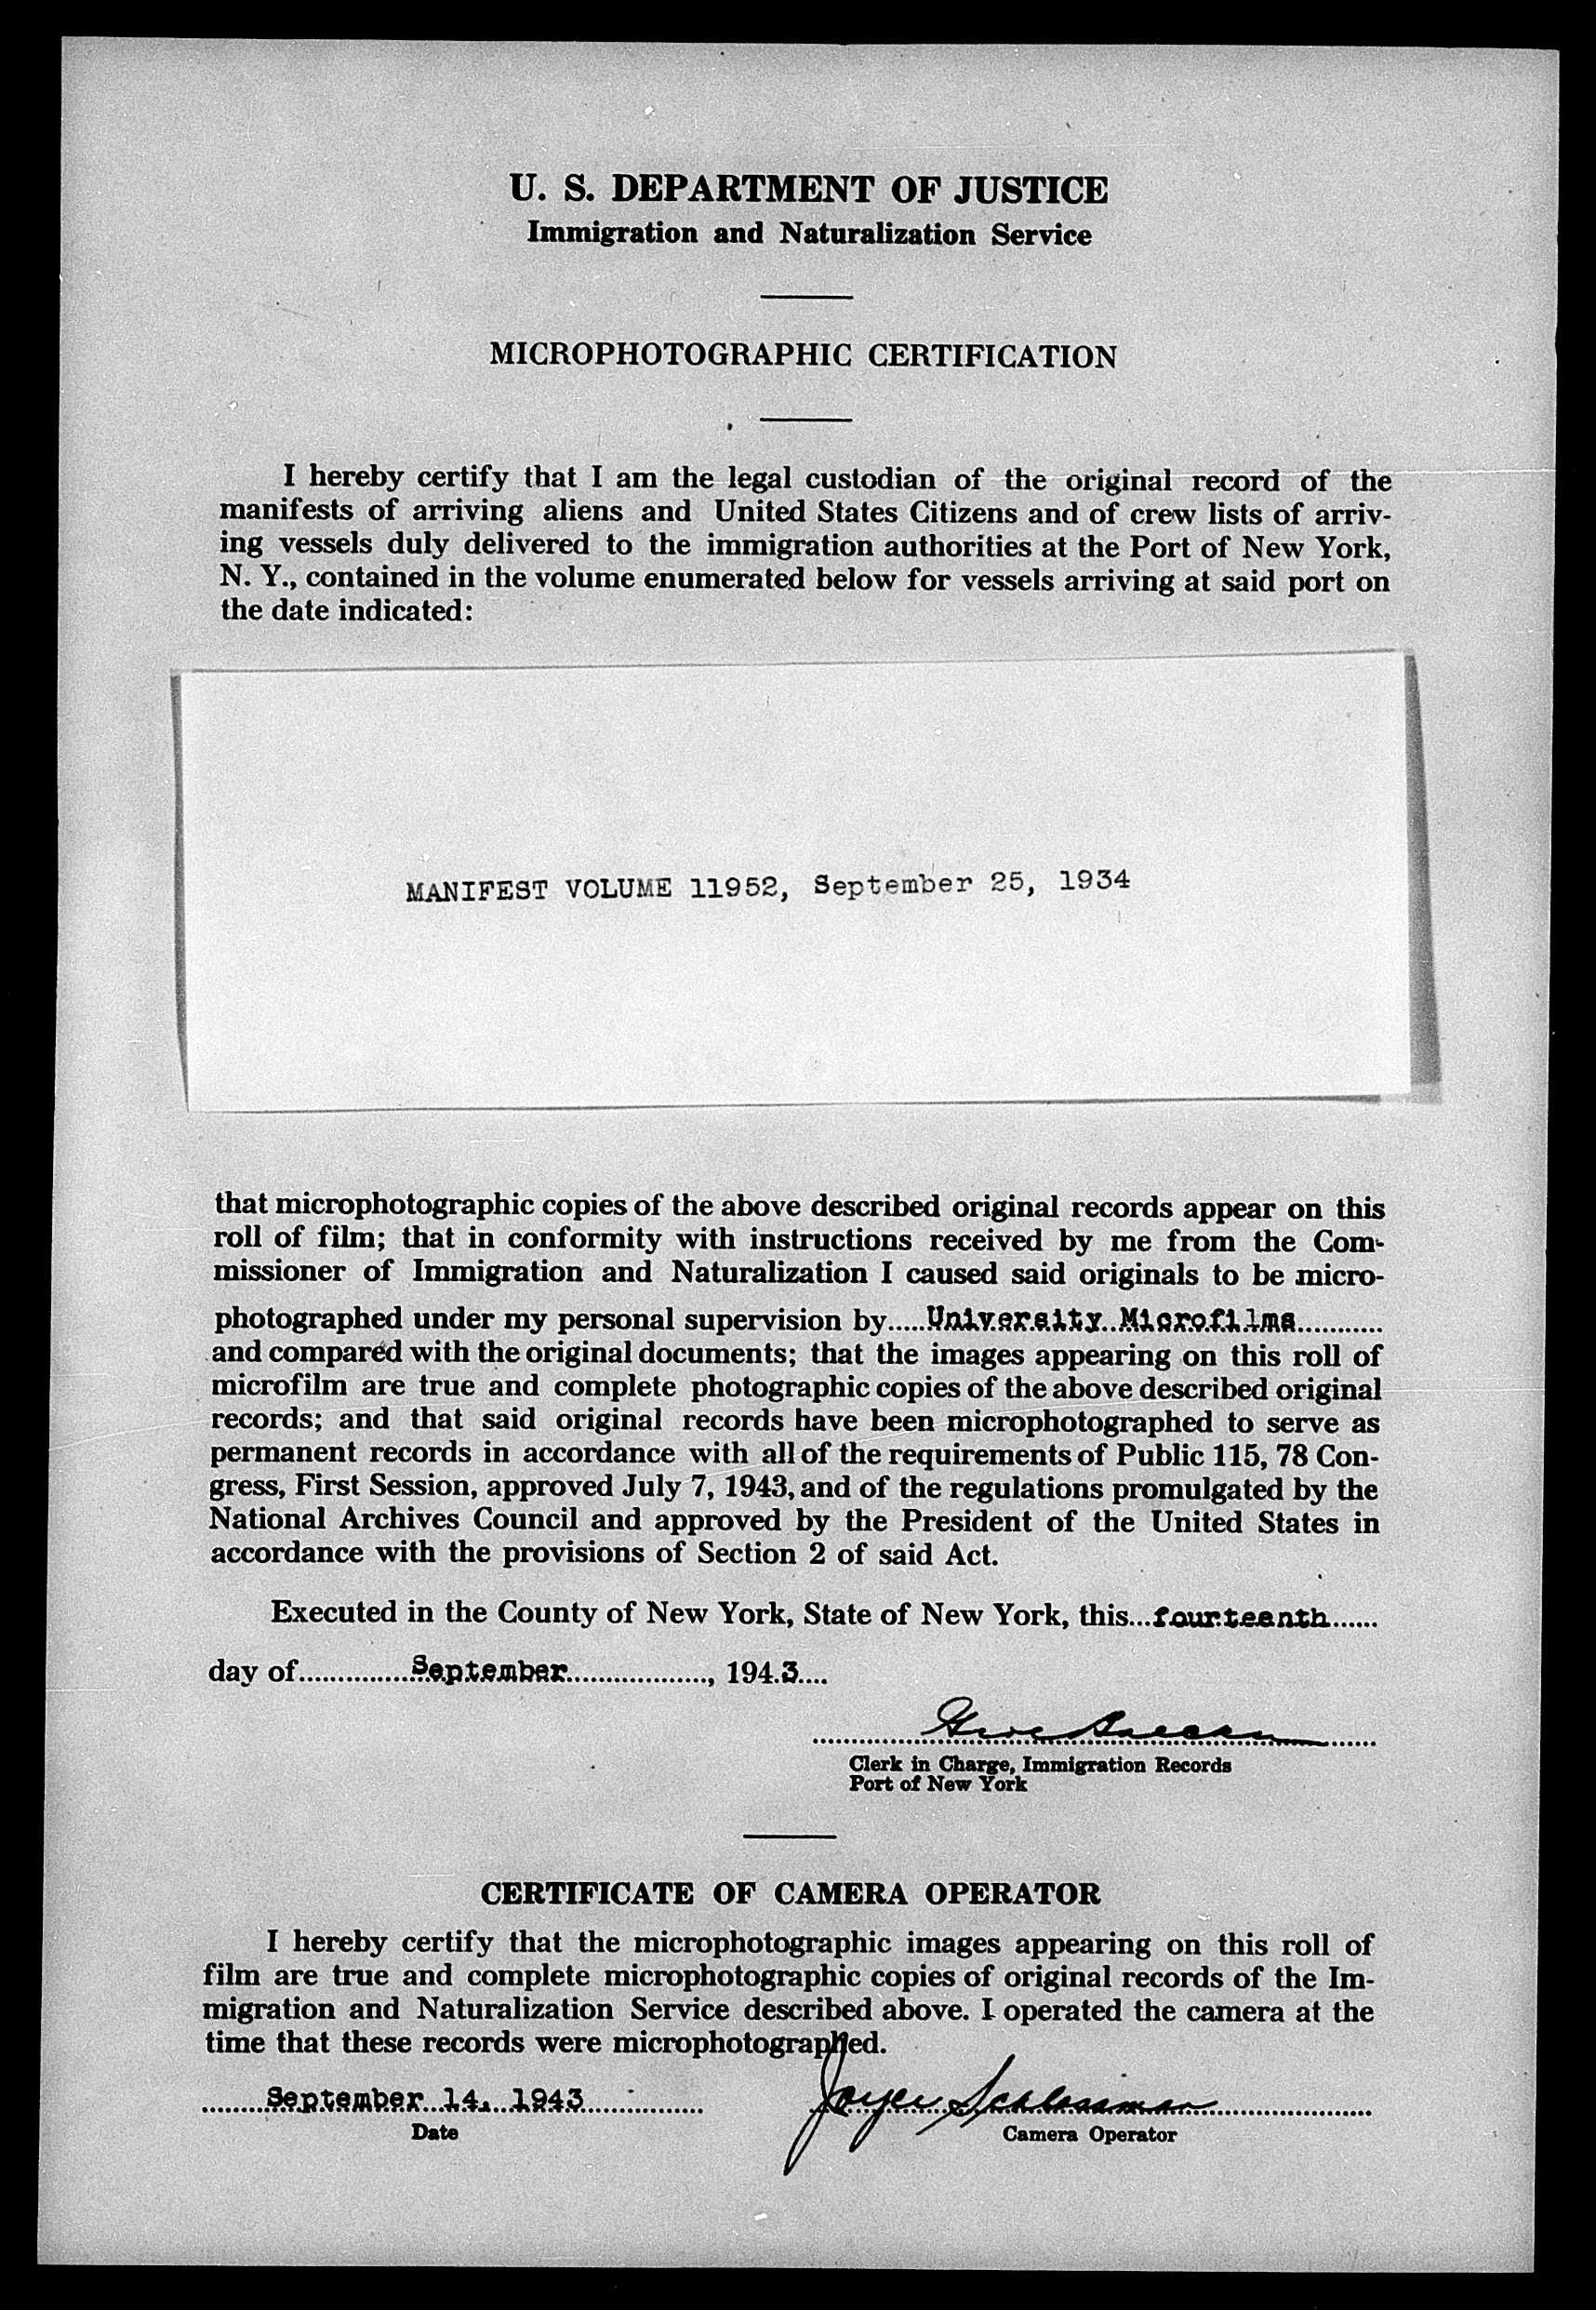 U. S. DEPARTMENT OF JUSTICE
Immigration and Naturalization Service
MICROPHOTOGRAPHIC CERTIFICATION
I hereby certify that I am the legal custodian of the original record of the
manifests of arriving aliens and United States Citizens and of crew lists of arriv-
ing vessels duly delivered to the immigration authorities at the Port of New York,
N. Y., contained in the volume enumerated below for vessels arriving at said port on
the date indicated:
MANIFEST VOLUME 11952, September 25, 1934
that microphotographic copies of the above described original records appear on this
roll of film; that in conformity with instructions received by me from the Com-
missioner of Immigration and Naturalization I caused said originals to be micro-
photographed under my personal supervision by.....University Microfilms...........
and compared with the original documents; that the images appearing on this roll of
microfilm are true and complete photographic copies of the above described original
records; and that said original records have been microphotographed to serve as
permanent records in accordance with all of the requirements of Public 115, 78 Con-
gress, First Session, approved July 7, 1943, and of the regulations promulgated by the
National Archives Council and approved by the President of the United States in
accordance with the provisions of Section 2 of said Act.
Executed in the County of New York, State of New York, this...fourteenth......
day of..............September.................., 194.3....
Clerk in Charge, Immigration Records
Port of New York
CERTIFICATE OF CAMERA OPERATOR
I hereby certify that the microphotographic images appearing on this roll of
film are true and complete microphotographic copies of original records of the Im-
migration and Naturalization Service described above. I operated the camera at the
time that these records were microphotographed.
September 14, 1943 Joyce Schlossman
Date Camera Operator